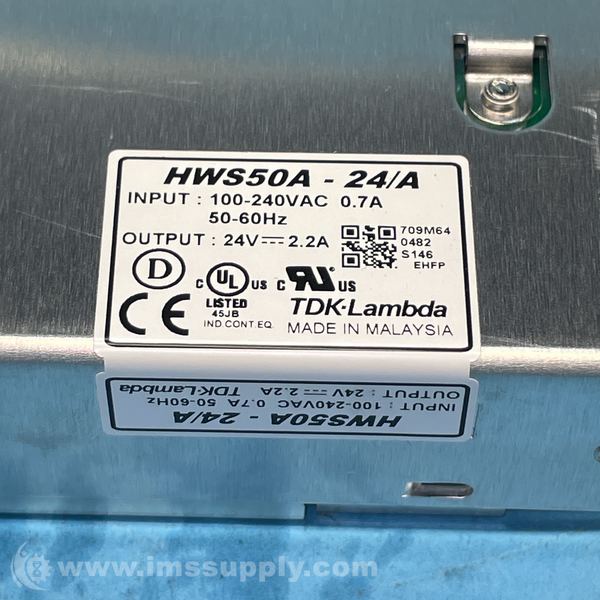 HWS50A - 24/A
INPUT : 100-240VAC 0.7A
50-60Hz
OUTPUT : 24V⎓2.2A
709M64
0482
S146
EHFP
D
c UL us
LISTED
45JB
IND CONT.EQ.
c RU us
CE
TDK·Lambda
MADE IN MALAYSIA
HWS50A - 24/A
INPUT : 100-240VAC 0.7A 50-60Hz
OUTPUT : 24V⎓2.2A TDK·Lambda
www.imssupply.com